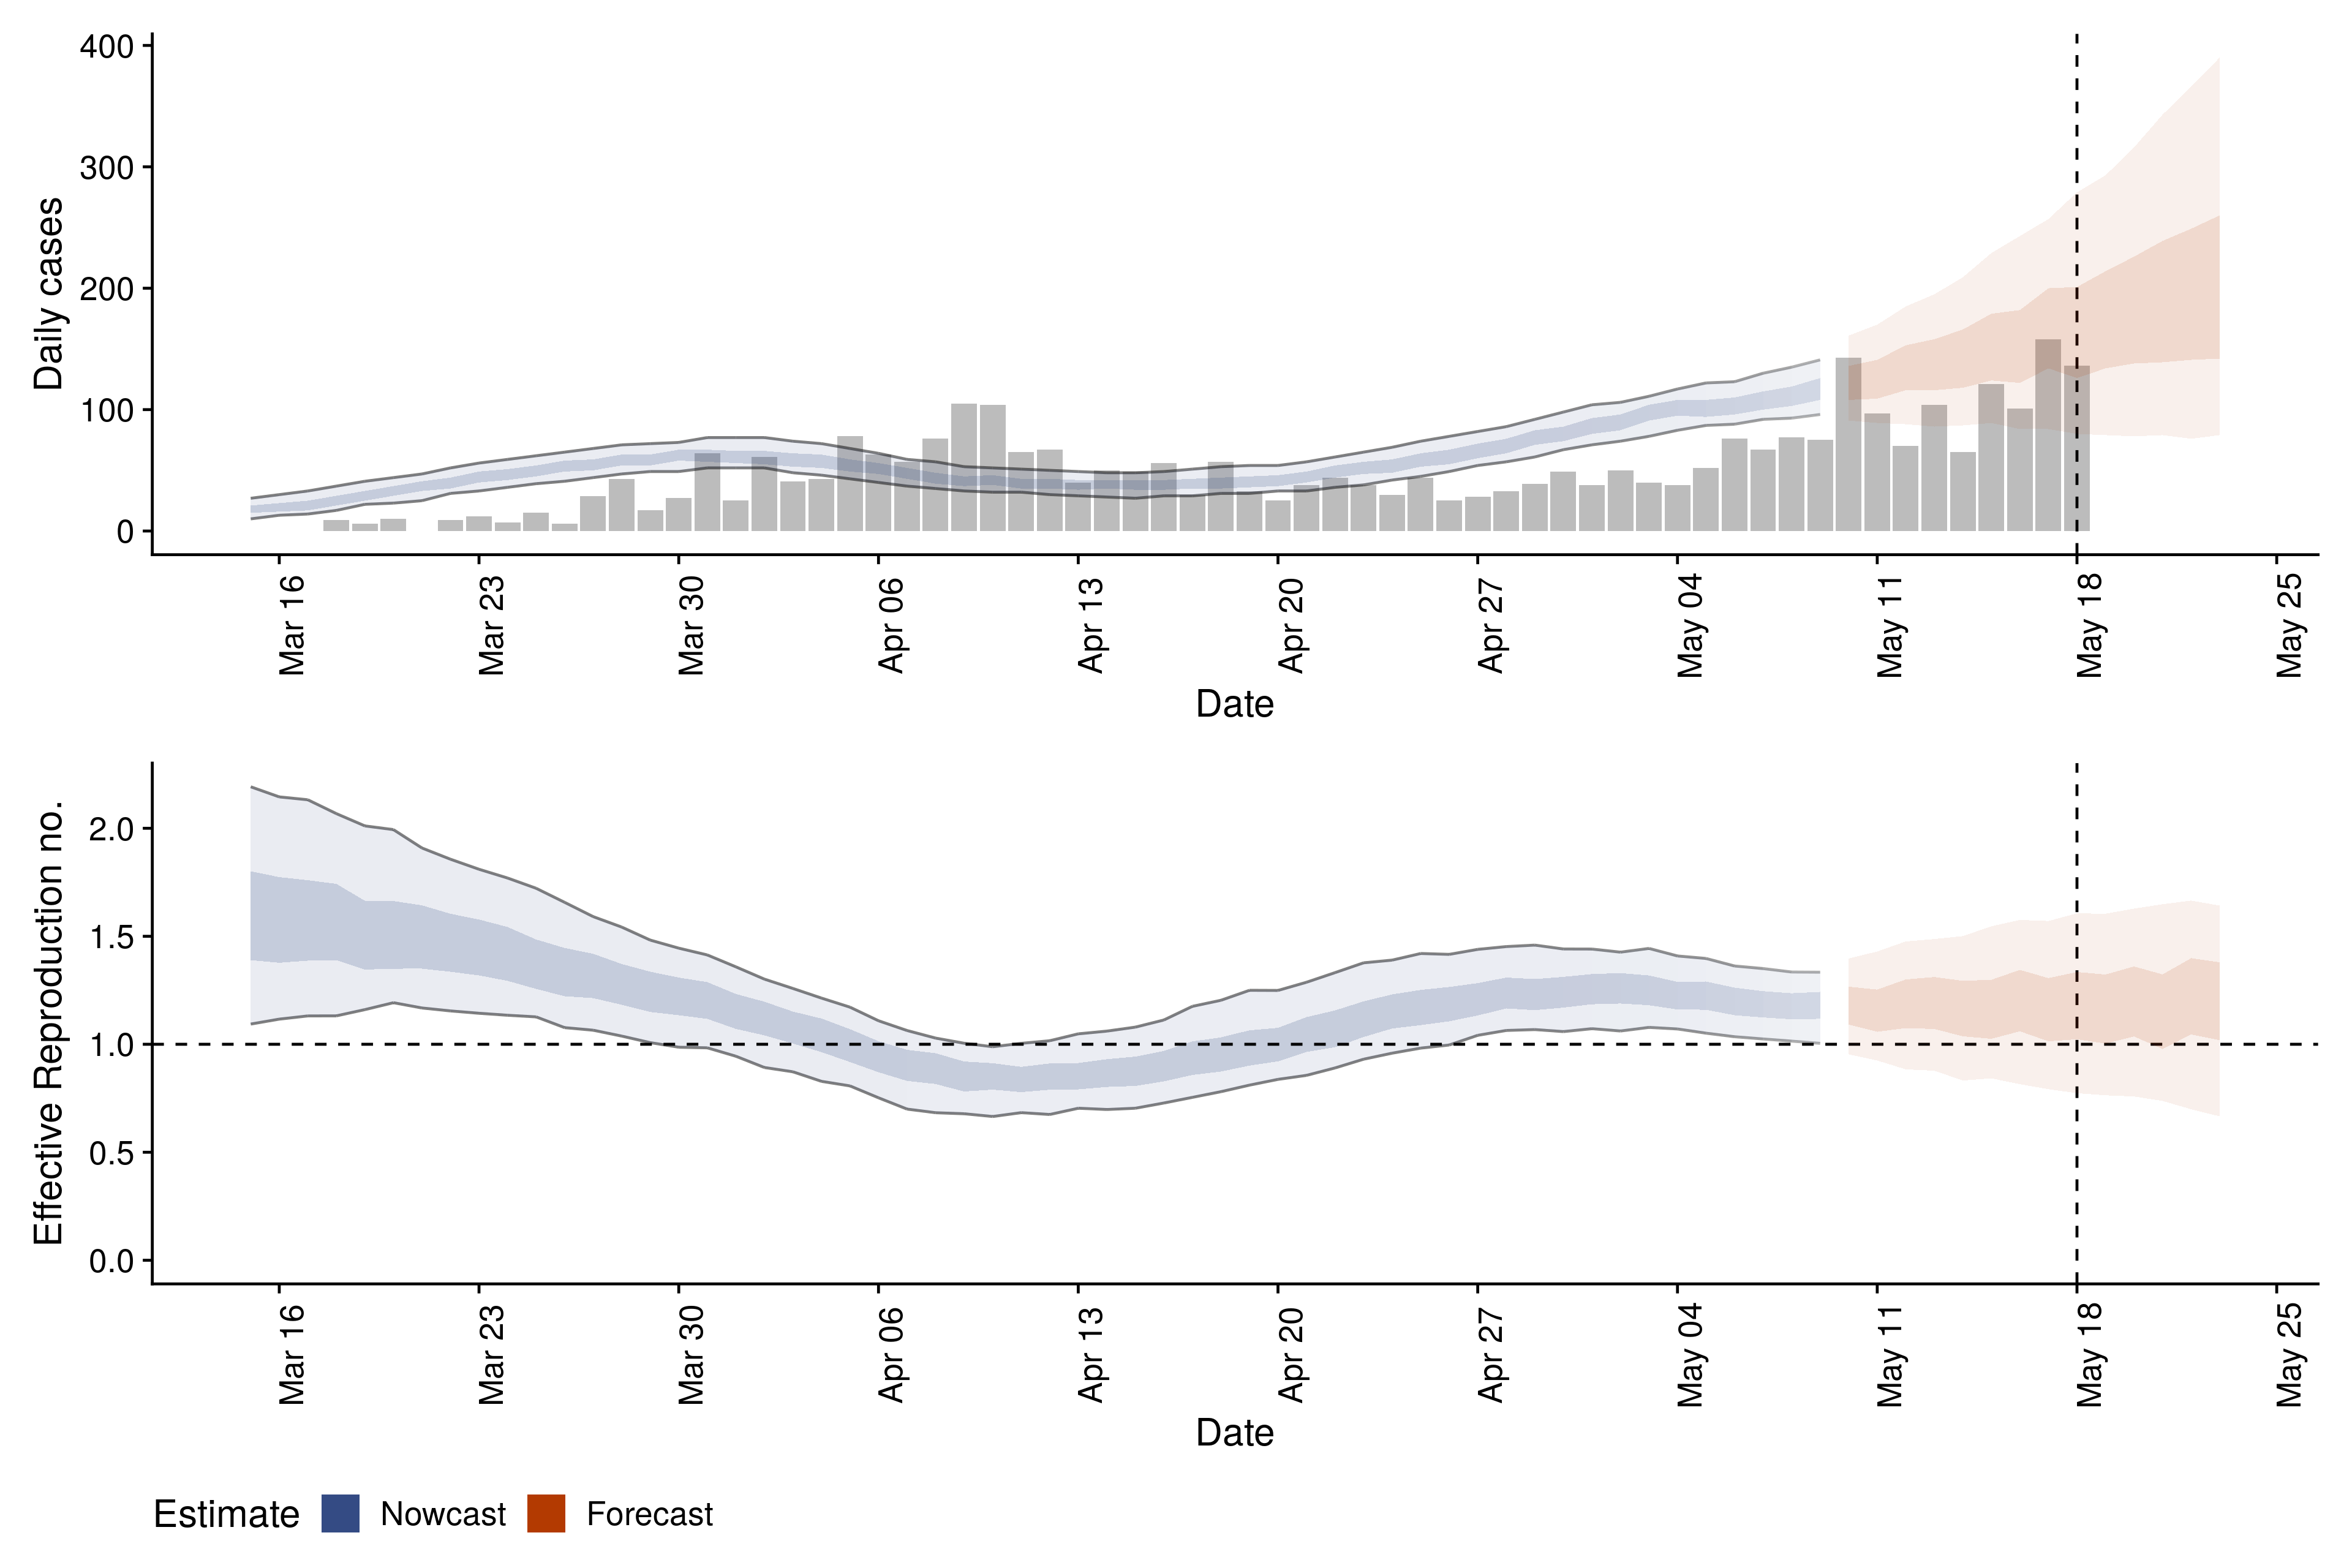 400
300
200
100
0
Daily cases
Mar 16 Mar 23 Mar 30 Apr 06 Apr 13 Apr 20 Apr 27 May 04 May 11 May 18 May 25
Date
2.0
1.5
1.0
0.5
0.0
Effective Reproduction no.
Mar 16 Mar 23 Mar 30 Apr 06 Apr 13 Apr 20 Apr 27 May 04 May 11 May 18 May 25
Date
Estimate Nowcast Forecast